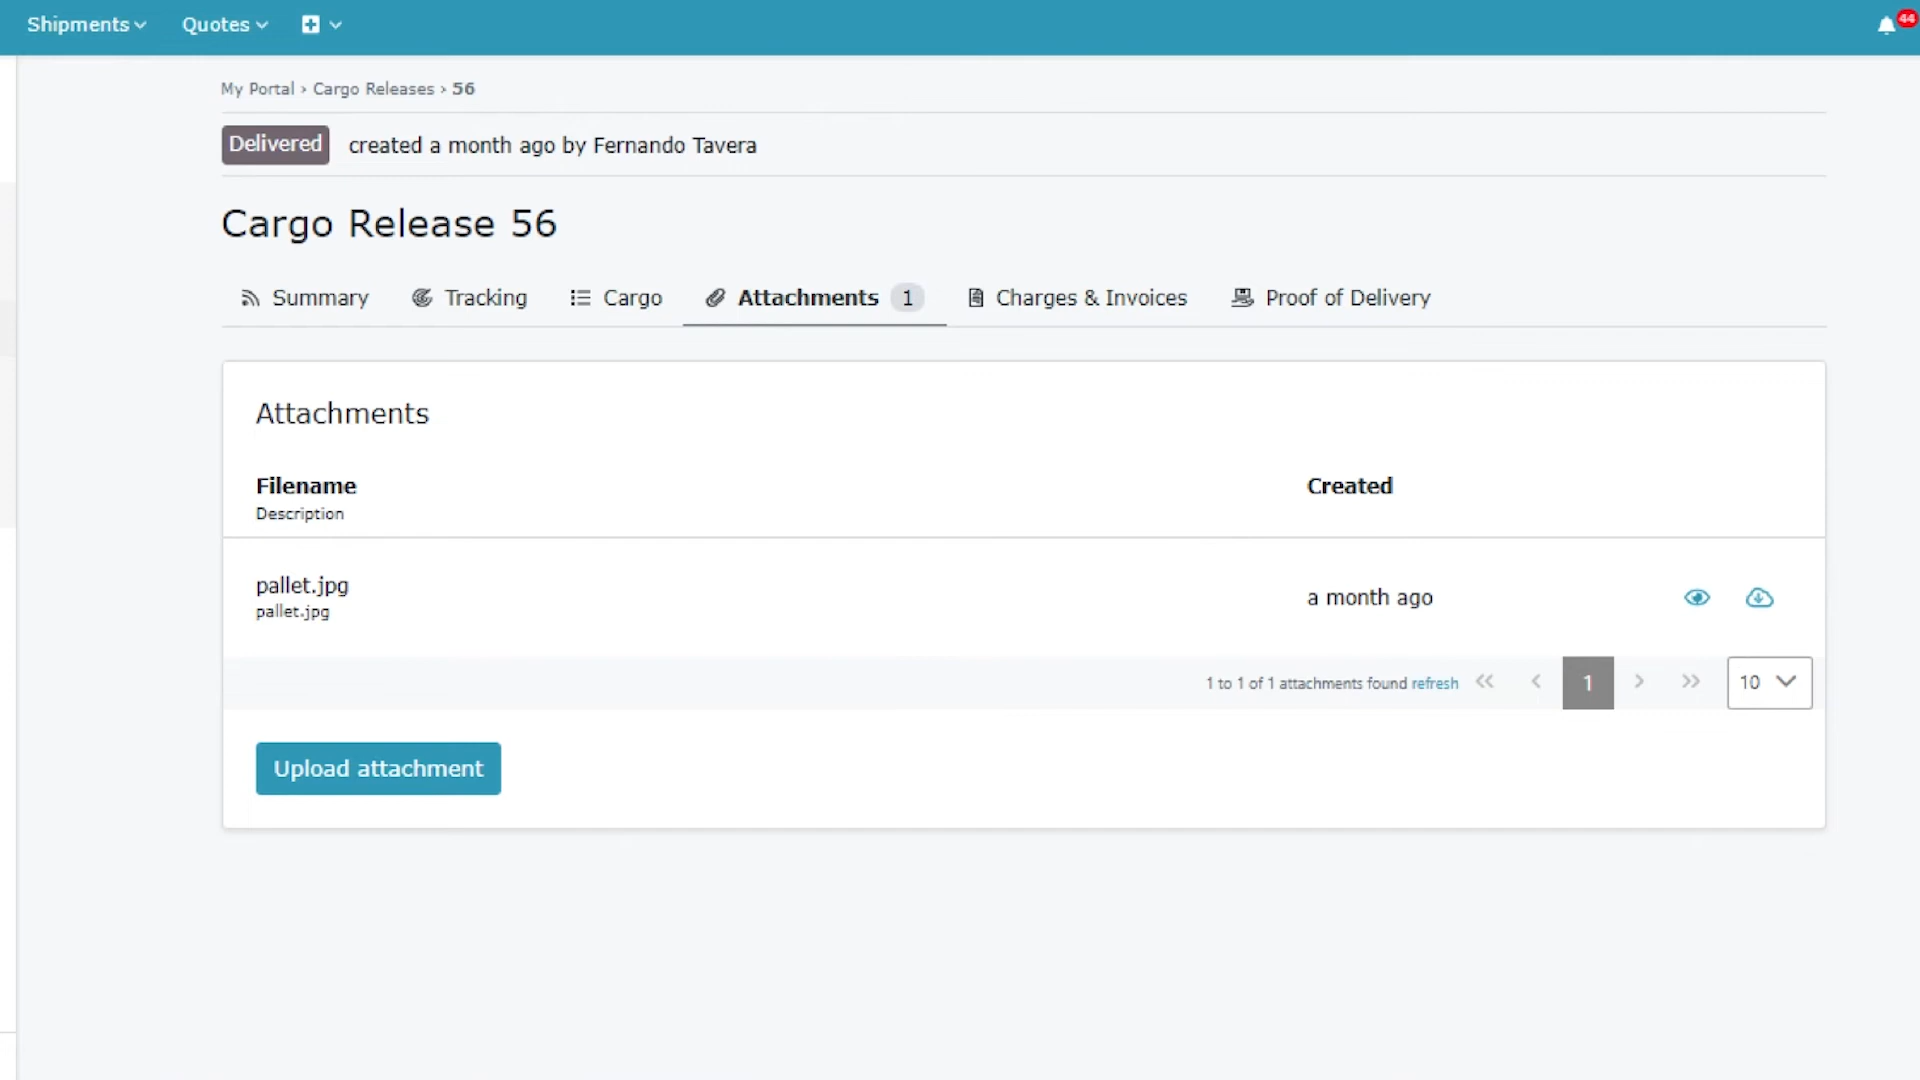 Shipments Quotes 44
My Portal › Cargo Releases › 56
Delivered created a month ago by Fernando Tavera
Cargo Release 56
Summary Tracking Cargo Attachments 1 Charges & Invoices Proof of Delivery
Attachments
Filename Created
Description
pallet.jpg a month ago
pallet.jpg
1 to 1 of 1 attachments found refresh 1 10
Upload attachment